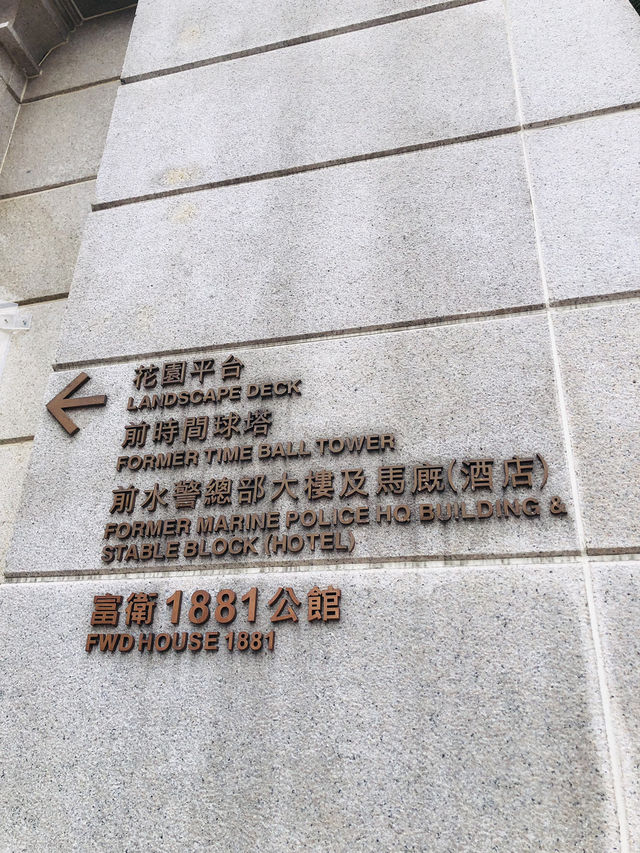 花園平台
LANDSCAPE DECK
前時間球塔
FORMER TIME BALL TOWER
前水警總部大樓及馬厩(酒店)
FORMER MARINE POLICE HQ BUILDING &
STABLE BLOCK (HOTEL)
富衛1881公館
FWD HOUSE 1881